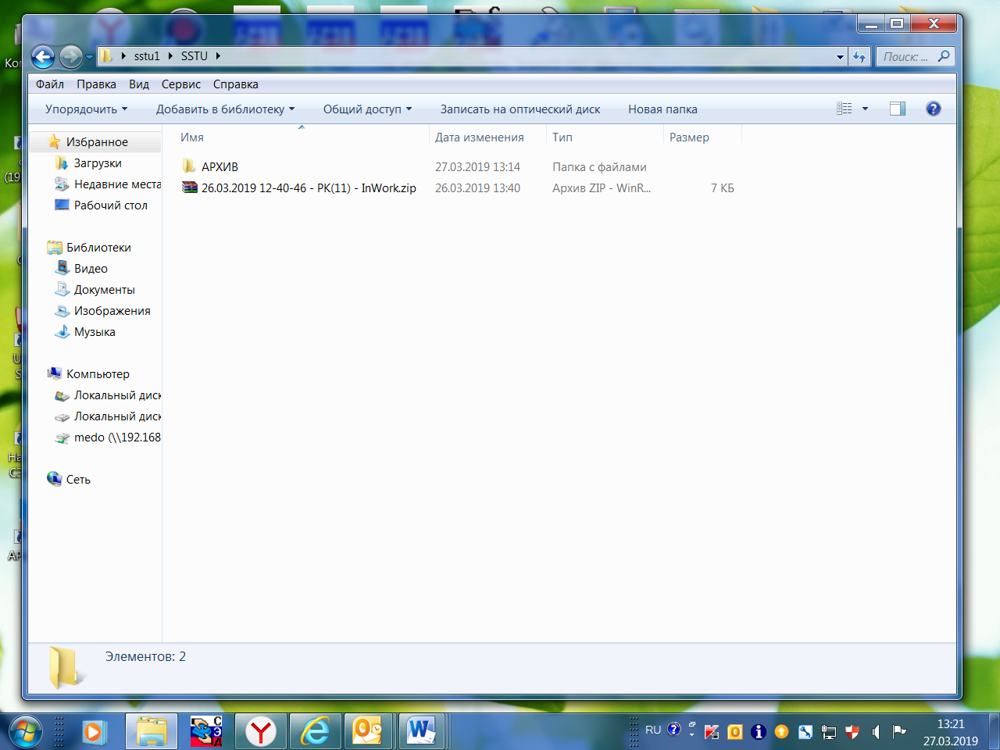 sstu1 SSTU
Поиск: ...
Файл Правка Вид Сервис Справка
Упорядочить Добавить в библиотеку Общий доступ Записать на оптический диск Новая папка
Имя Дата изменения Тип Размер
АРХИВ 27.03.2019 13:14 Папка с файлами
26.03.2019 12-40-46 - РК(11) - InWork.zip 26.03.2019 13:40 Архив ZIP - WinR... 7 КБ
Избранное
Загрузки
Недавние места
Рабочий стол
Библиотеки
Видео
Документы
Изображения
Музыка
Компьютер
Локальный диск
Локальный диск
medo (\\192.168
Сеть
Элементов: 2
СЭД
RU
13:21
27.03.2019